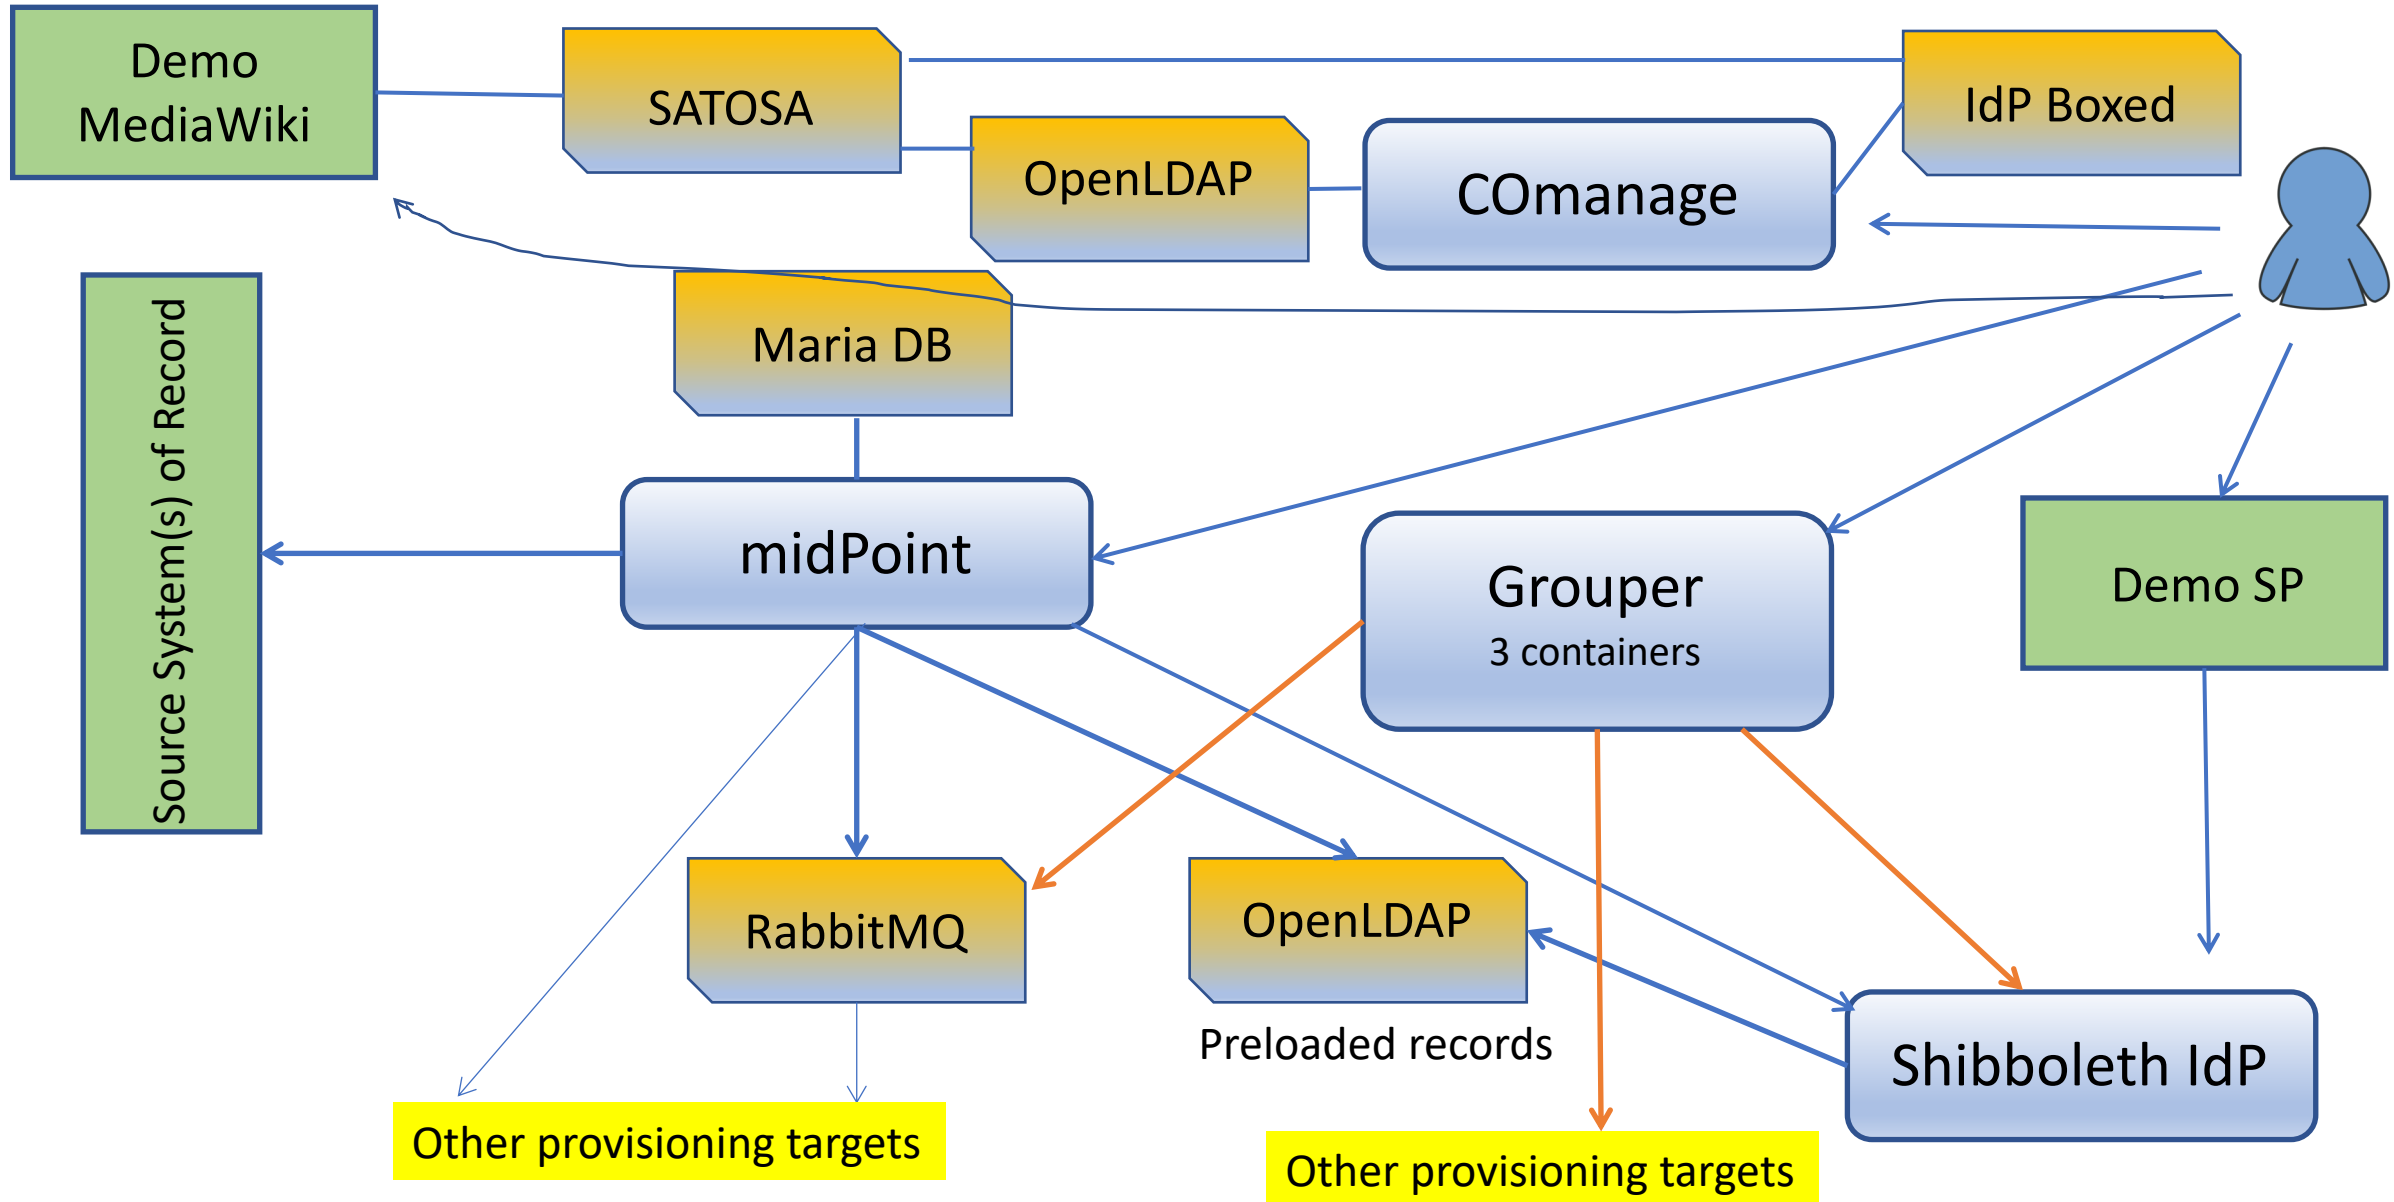 Demo
MediaWiki
SATOSA
IdP Boxed
OpenLDAP
COmanage
Source System(s) of Record
Maria DB
midPoint
Grouper
3 containers
Demo SP
RabbitMQ
OpenLDAP
Preloaded records
Shibboleth IdP
Other provisioning targets
Other provisioning targets